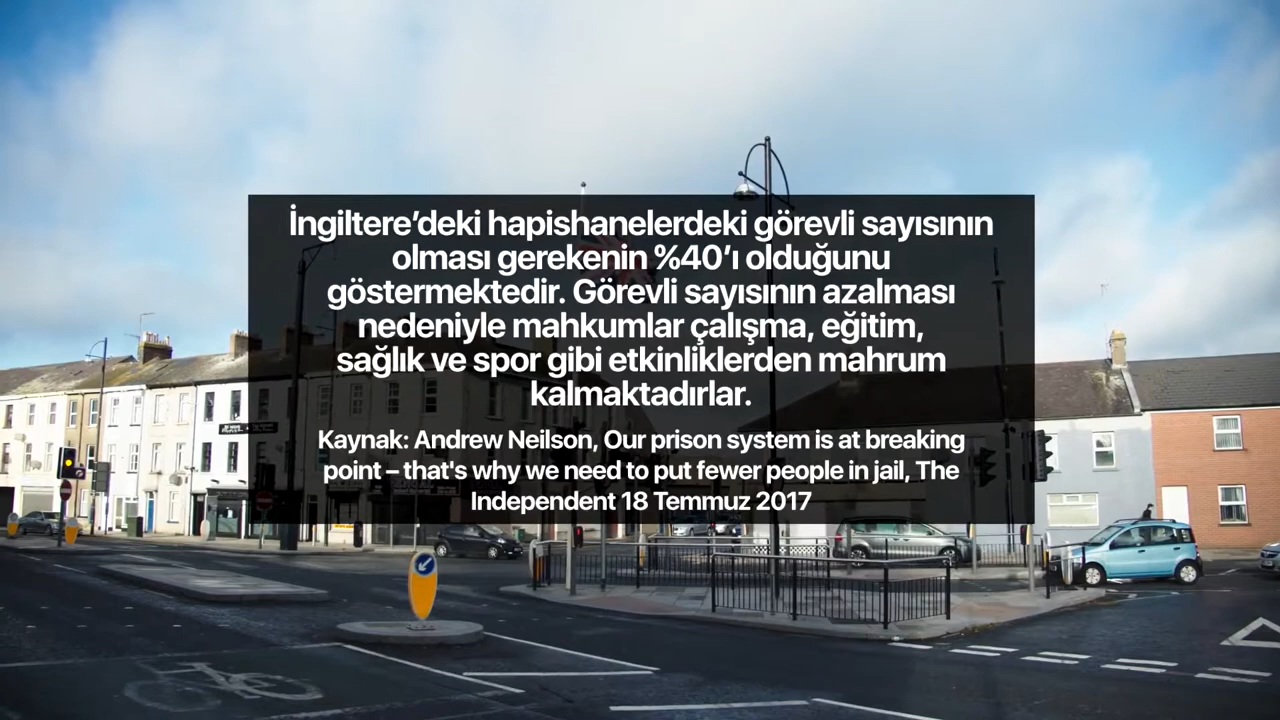 İngiltere’deki hapishanelerdeki görevli sayısının
olması gerekenin %40’ı olduğunu
göstermektedir. Görevli sayısının azalması
nedeniyle mahkumlar çalışma, eğitim,
sağlık ve spor gibi etkinliklerden mahrum
kalmaktadırlar.
Kaynak: Andrew Neilson, Our prison system is at breaking
point – that's why we need to put fewer people in jail, The
Independent 18 Temmuz 2017